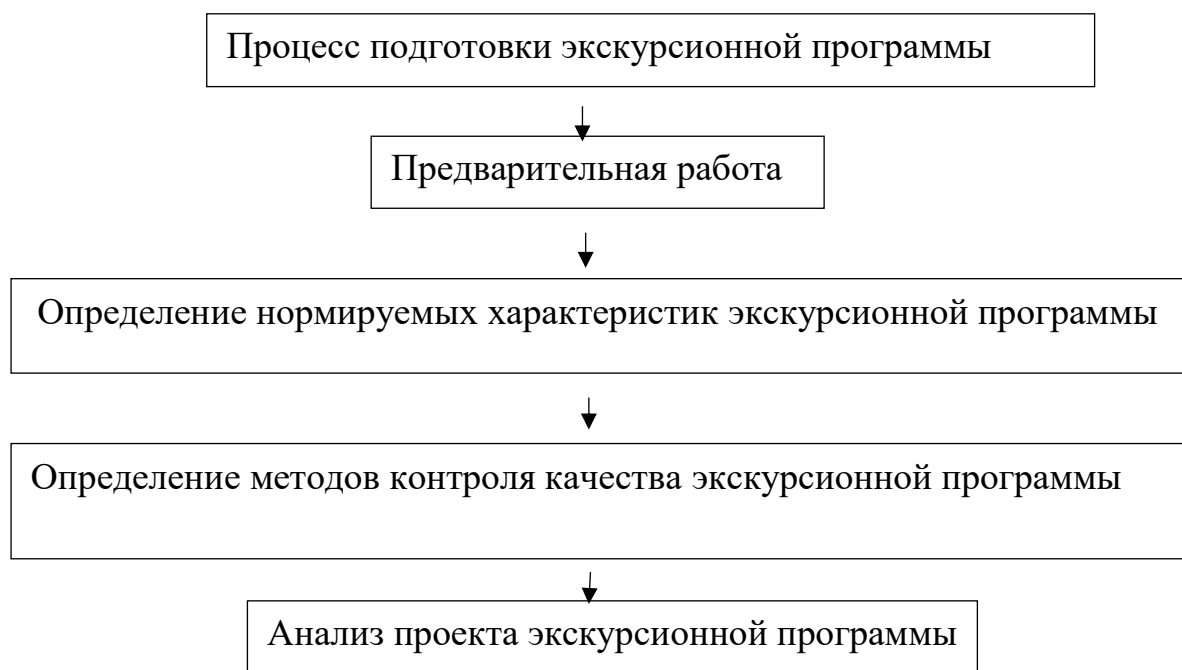 Процесс подготовки экскурсионной программы
Предварительная работа
Определение нормируемых характеристик экскурсионной программы
Определение методов контроля качества экскурсионной программы
Анализ проекта экскурсионной программы